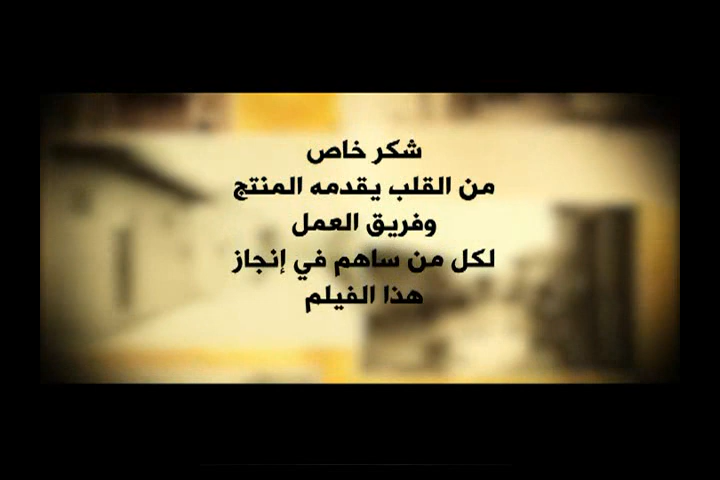 شكر خاص
من القلب يقدمه المنتج
وفريق العمل
لكل من ساهم في إنجاز
هذا الفيلم